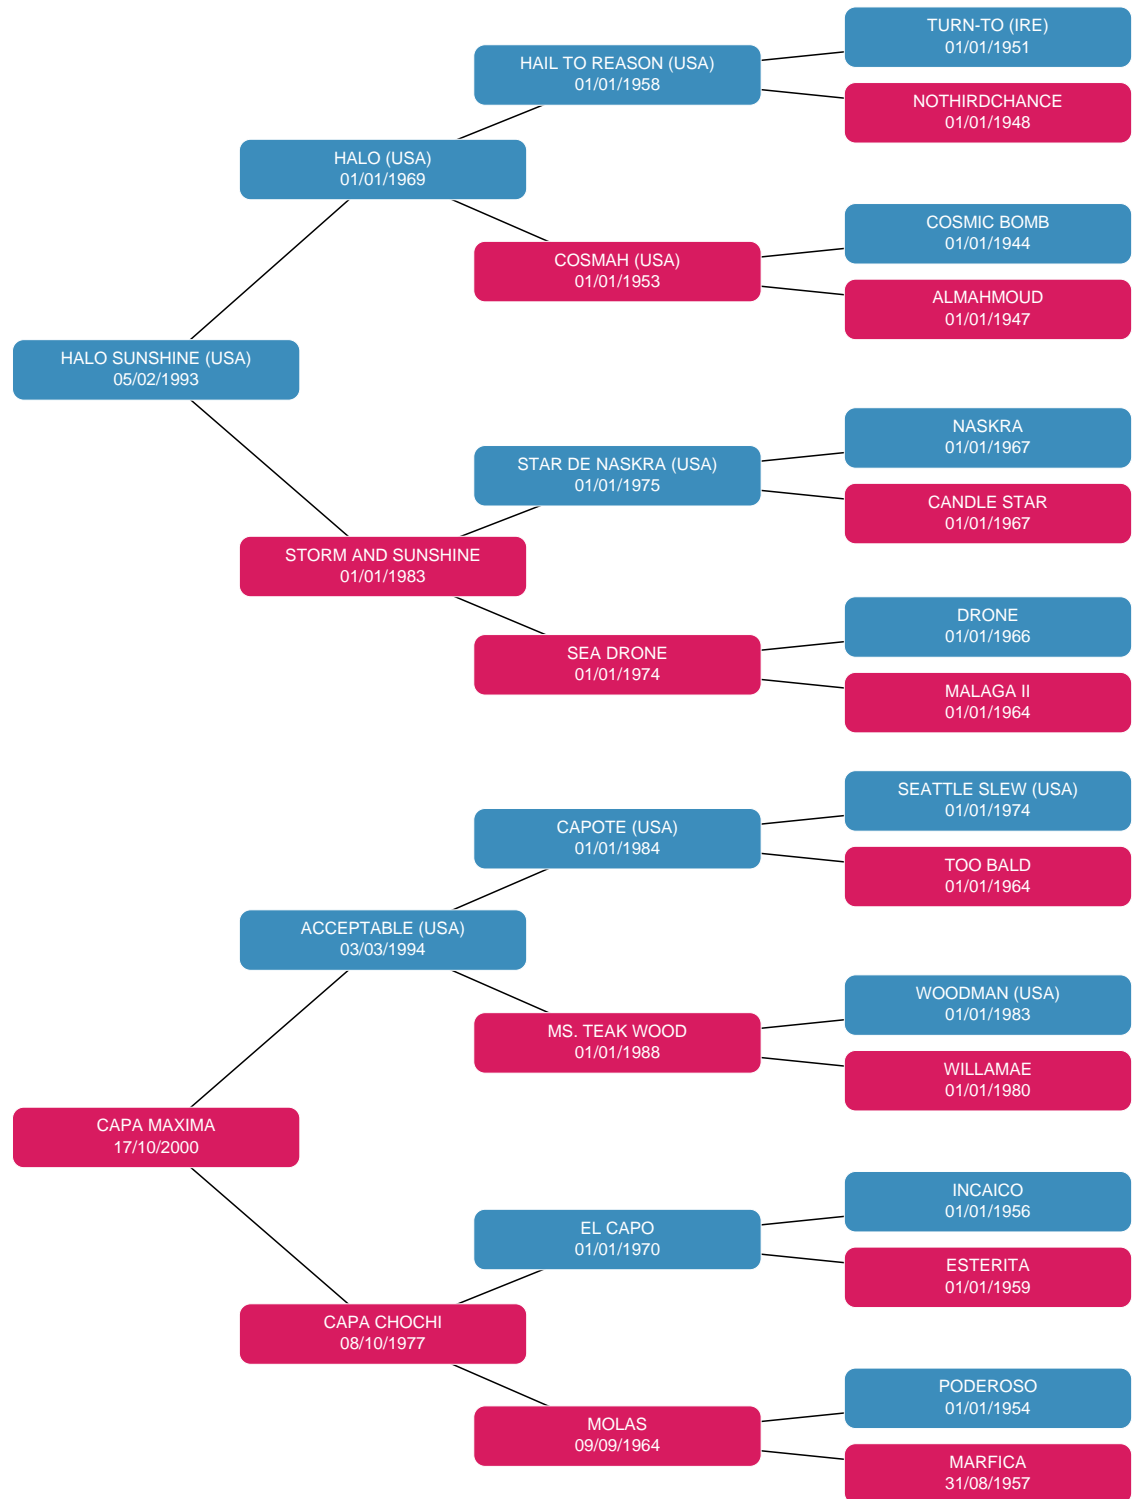 TURN-TO (IRE)
01/01/1951
HAIL TO REASON (USA)
01/01/1958
NOTHIRDCHANCE
01/01/1948
HALO (USA)
01/01/1969
COSMIC BOMB
01/01/1944
COSMAH (USA)
01/01/1953
ALMAHMOUD
01/01/1947
HALO SUNSHINE (USA)
05/02/1993
NASKRA
01/01/1967
STAR DE NASKRA (USA)
01/01/1975
CANDLE STAR
01/01/1967
STORM AND SUNSHINE
01/01/1983
DRONE
01/01/1966
SEA DRONE
01/01/1974
MALAGA II
01/01/1964
SEATTLE SLEW (USA)
01/01/1974
CAPOTE (USA)
01/01/1984
TOO BALD
01/01/1964
ACCEPTABLE (USA)
03/03/1994
WOODMAN (USA)
01/01/1983
MS. TEAK WOOD
01/01/1988
WILLAMAE
01/01/1980
CAPA MAXIMA
17/10/2000
INCAICO
01/01/1956
EL CAPO
01/01/1970
ESTERITA
01/01/1959
CAPA CHOCHI
08/10/1977
PODEROSO
01/01/1954
MOLAS
09/09/1964
MARFICA
31/08/1957